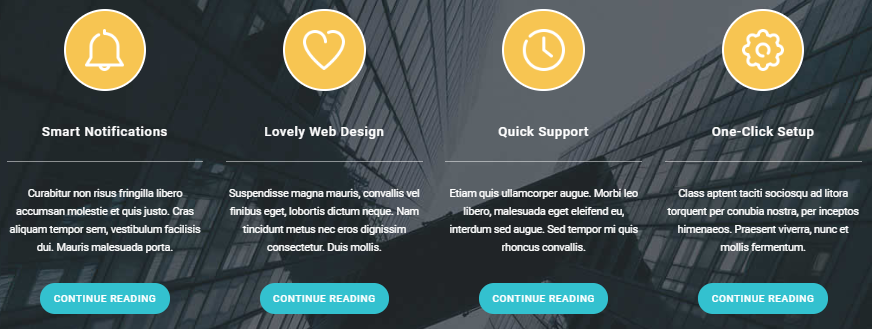 Smart Notifications
Curabitur non risus fringilla libero
accumsan molestie et quis justo. Cras
aliquam tempor sem, vestibulum facilisis
dui. Mauris malesuada porta.
CONTINUE READING
Lovely Web Design
Suspendisse magna mauris, convallis vel
finibus eget, lobortis dictum neque. Nam
tincidunt metus nec eros dignissim
consectetur. Duis mollis.
CONTINUE READING
Quick Support
Etiam quis ullamcorper augue. Morbi leo
libero, malesuada eget eleifend eu,
interdum sed augue. Sed tempor mi quis
rhoncus convallis.
CONTINUE READING
One-Click Setup
Class aptent taciti sociosqu ad litora
torquent per conubia nostra, per inceptos
himenaeos. Praesent viverra, nunc et
mollis fermentum.
CONTINUE READING